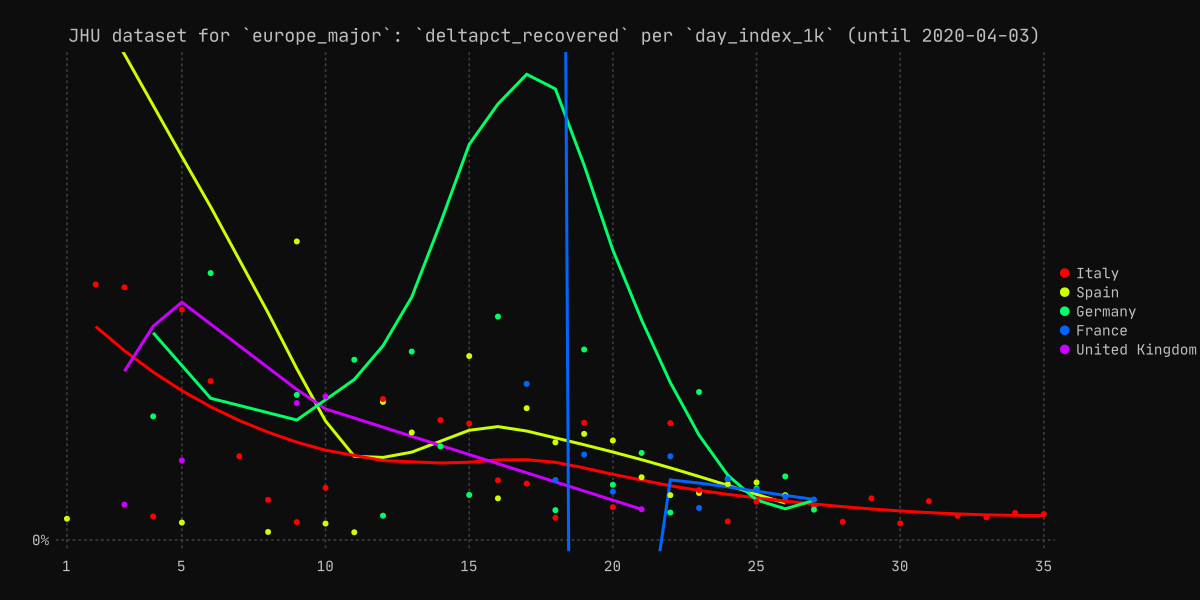 JHU dataset for `europe_major`: `deltapct_recovered` per `day_index_1k` (until 2020-04-03)
Italy
Spain
Germany
France
United Kingdom
0%
1 5 10 15 20 25 30 35